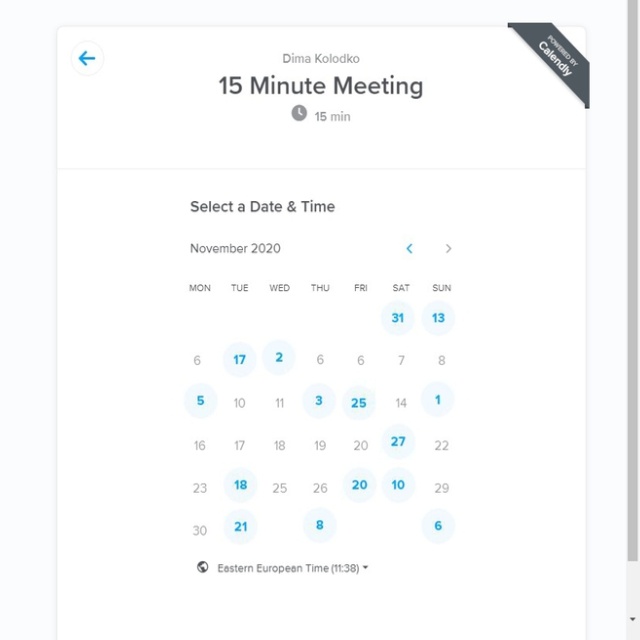 POWERED BY
Calendly
Dima Kolodko
15 Minute Meeting
15 min
Select a Date & Time
November 2020
MON TUE WED THU FRI SAT SUN
31 13
6 17 2 6 6 7 8
5 10 11 3 25 14 1
16 17 18 19 20 27 22
23 18 25 26 20 10 29
30 21 8 6
Eastern European Time (11:38)